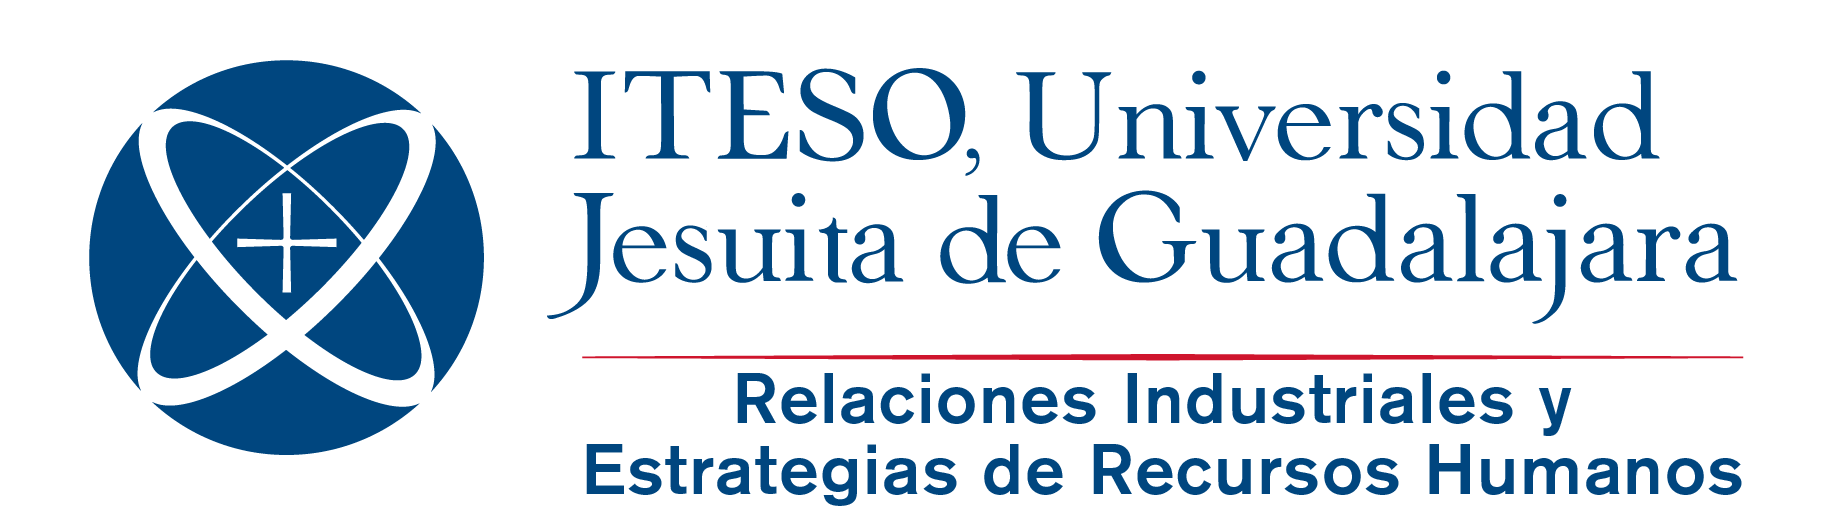 ITESO, Universidad
Jesuita de Guadalajara
Relaciones Industriales y
Estrategias de Recursos Humanos